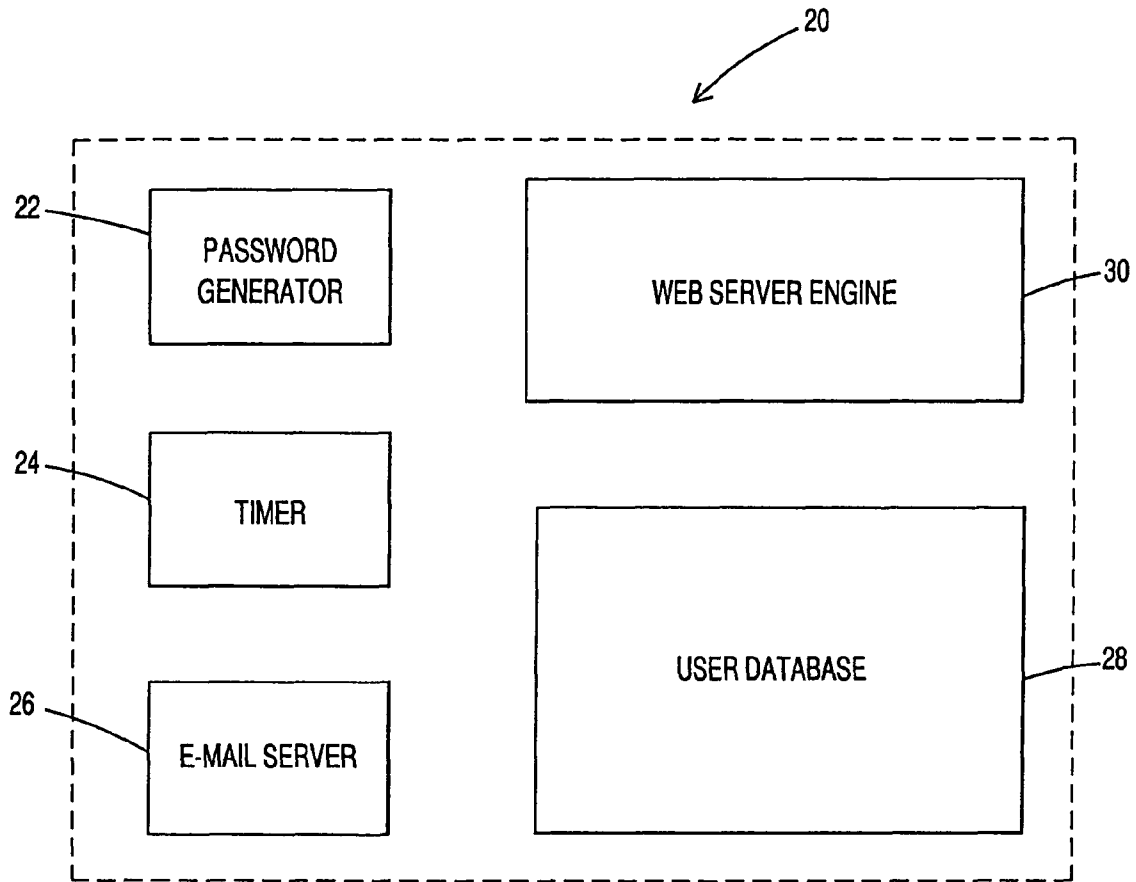 20
22
PASSWORD
GENERATOR
WEB SERVER ENGINE
30
24
TIMER
USER DATABASE
28
26
E-MAIL SERVER